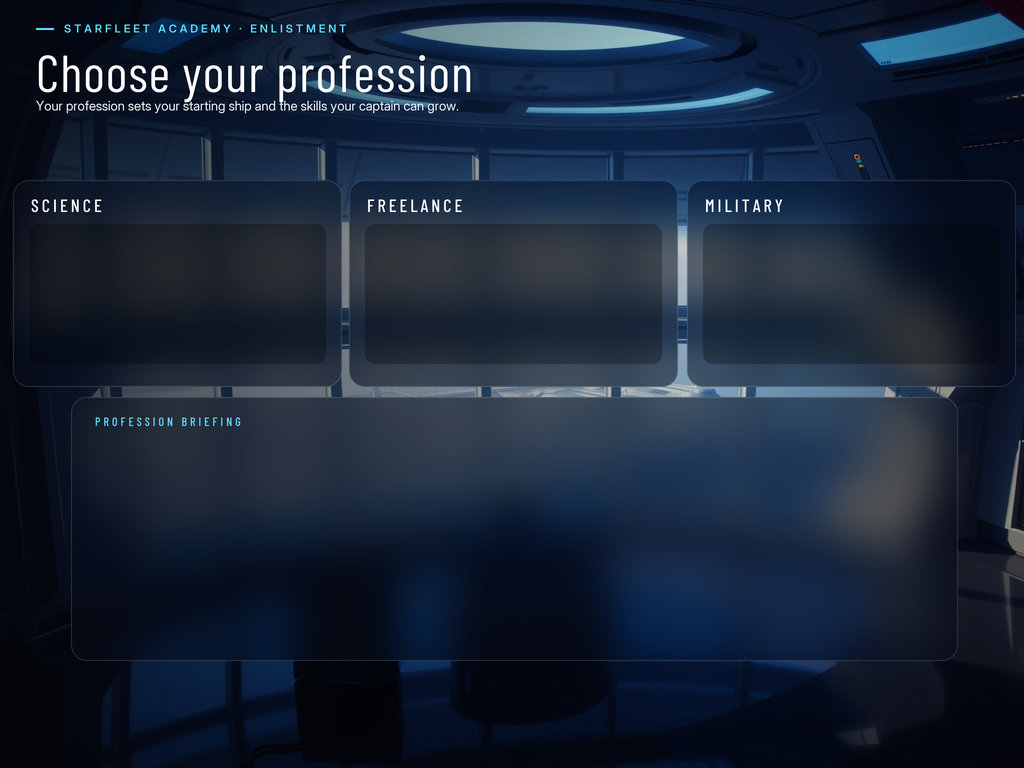 STARFLEET ACADEMY · ENLISTMENT
Choose your profession
Your profession sets your starting ship and the skills your captain can grow.
SCIENCE
FREELANCE
MILITARY
PROFESSION BRIEFING